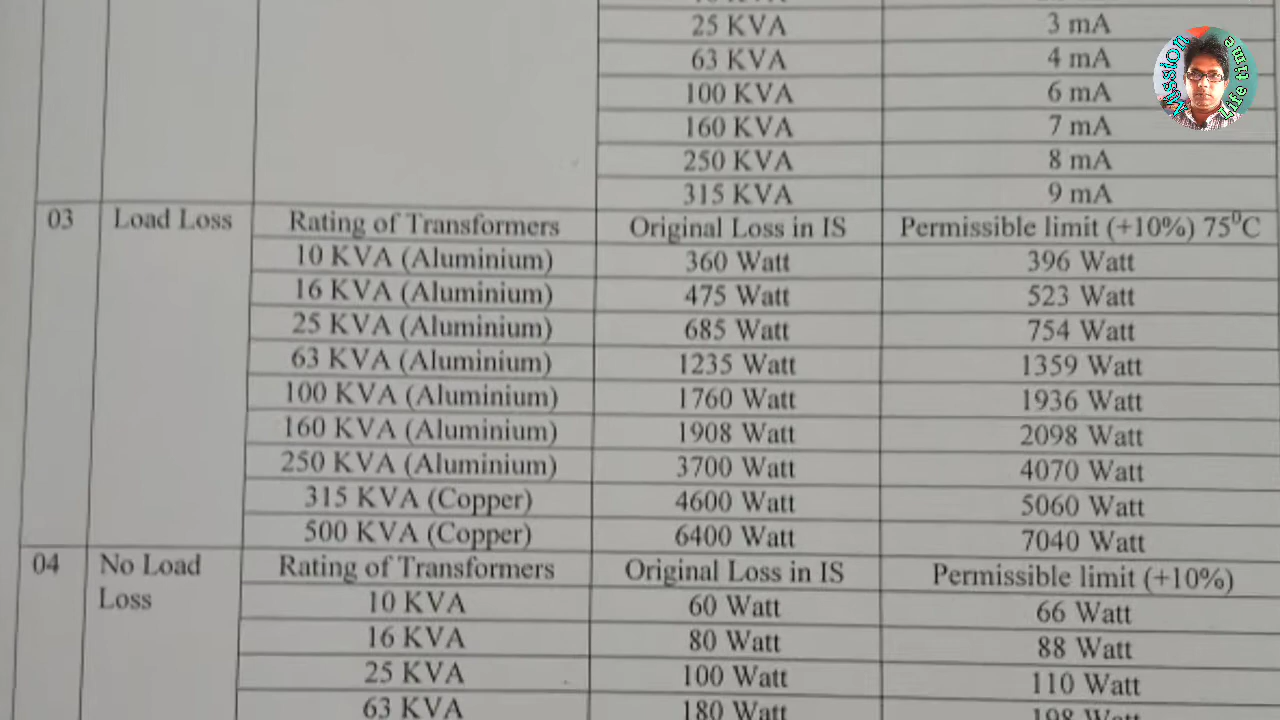 25 KVA 3 mA
63 KVA 4 mA
100 KVA 6 mA
160 KVA 7 mA
250 KVA 8 mA
315 KVA 9 mA
03 Load Loss Rating of Transformers Original Loss in IS Permissible limit (+10%) 75⁰C
10 KVA (Aluminium) 360 Watt 396 Watt
16 KVA (Aluminium) 475 Watt 523 Watt
25 KVA (Aluminium) 685 Watt 754 Watt
63 KVA (Aluminium) 1235 Watt 1359 Watt
100 KVA (Aluminium) 1760 Watt 1936 Watt
160 KVA (Aluminium) 1908 Watt 2098 Watt
250 KVA (Aluminium) 3700 Watt 4070 Watt
315 KVA (Copper) 4600 Watt 5060 Watt
500 KVA (Copper) 6400 Watt 7040 Watt
04 No Load Rating of Transformers Original Loss in IS Permissible limit (+10%)
Loss 10 KVA 60 Watt 66 Watt
16 KVA 80 Watt 88 Watt
25 KVA 100 Watt 110 Watt
63 KVA 180 Watt 198 Watt
Mission
Life